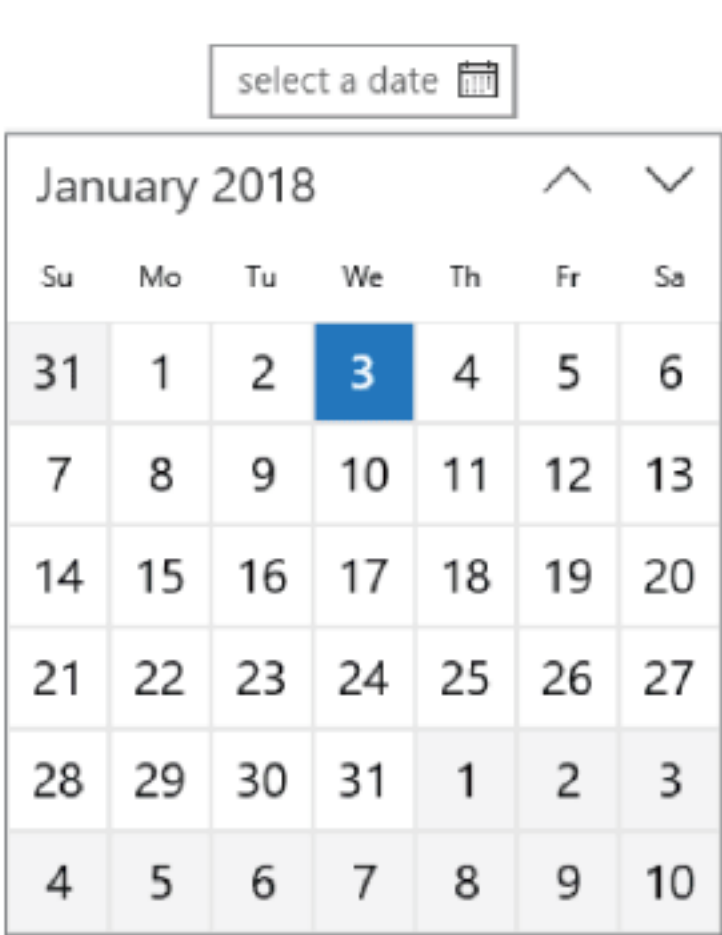 select a date
January 2018
Su Mo Tu We Th Fr Sa
31 1 2 3 4 5 6
7 8 9 10 11 12 13
14 15 16 17 18 19 20
21 22 23 24 25 26 27
28 29 30 31 1 2 3
4 5 6 7 8 9 10